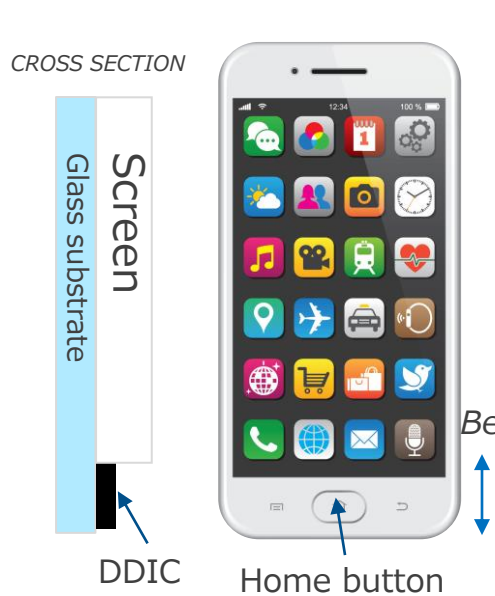 CROSS SECTION
Glass substrate
Screen
DDIC
12:34
100 %
1
Be
Home button